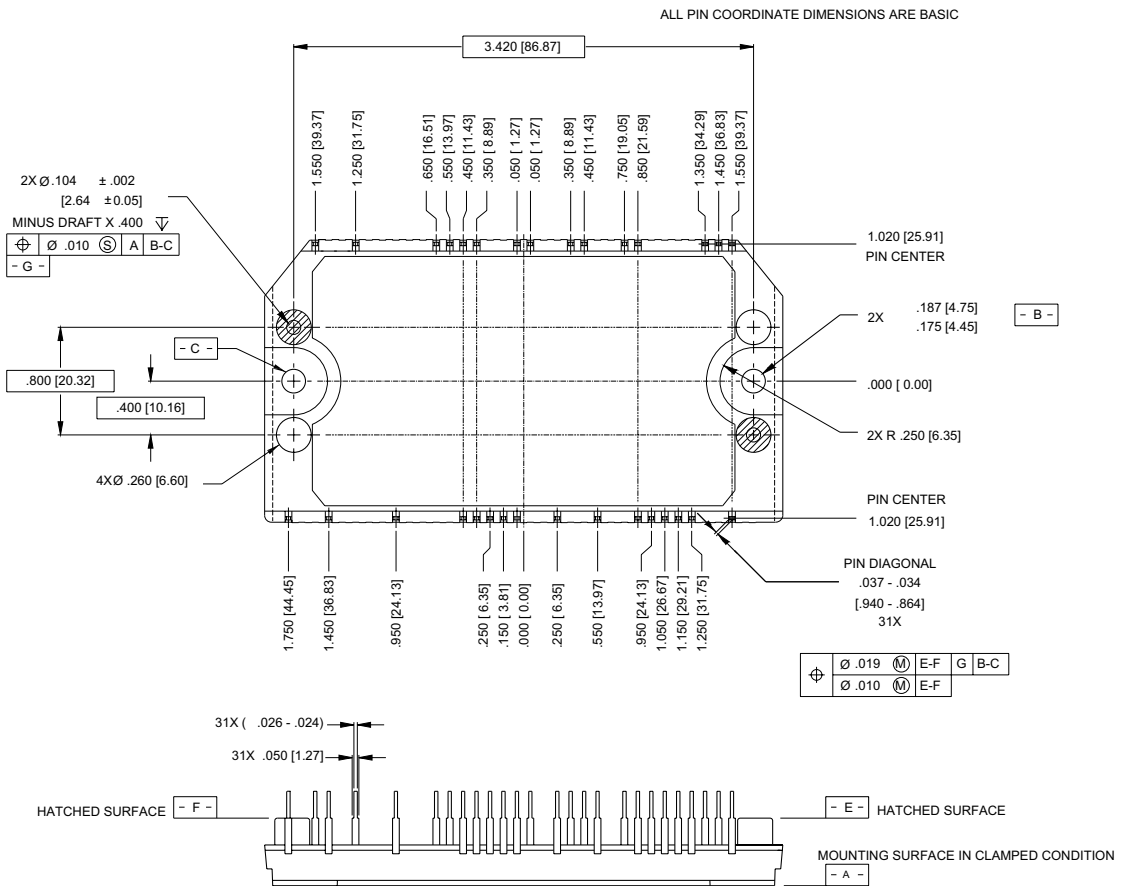 ALL PIN COORDINATE DIMENSIONS ARE BASIC
3.420 [86.87]
1.550 [39.37]
1.250 [31.75]
.650 [16.51]
.550 [13.97]
.450 [11.43]
.350 [ 8.89]
.050 [ 1.27]
.050 [ 1.27]
.350 [ 8.89]
.450 [11.43]
.750 [19.05]
.850 [21.59]
1.350 [34.29]
1.450 [36.83]
1.550 [39.37]
2X Ø.104 ± .002
[2.64 ±0.05]
MINUS DRAFT X .400 ↧
⌖ Ø .010 Ⓢ A B-C
- G -
1.020 [25.91]
PIN CENTER
2X .187 [4.75]
.175 [4.45]
- B -
- C -
.800 [20.32]
.400 [10.16]
.000 [ 0.00]
2X R .250 [6.35]
4XØ .260 [6.60]
PIN CENTER
1.020 [25.91]
PIN DIAGONAL
.037 - .034
[.940 - .864]
31X
1.750 [44.45]
1.450 [36.83]
.950 [24.13]
.250 [ 6.35]
.150 [ 3.81]
.000 [ 0.00]
.250 [ 6.35]
.550 [13.97]
.950 [24.13]
1.050 [26.67]
1.150 [29.21]
1.250 [31.75]
⌖ Ø .019 Ⓜ E-F G B-C
Ø .010 Ⓜ E-F
31X ( .026 - .024)
31X .050 [1.27]
HATCHED SURFACE - F -
- E - HATCHED SURFACE
MOUNTING SURFACE IN CLAMPED CONDITION
- A -